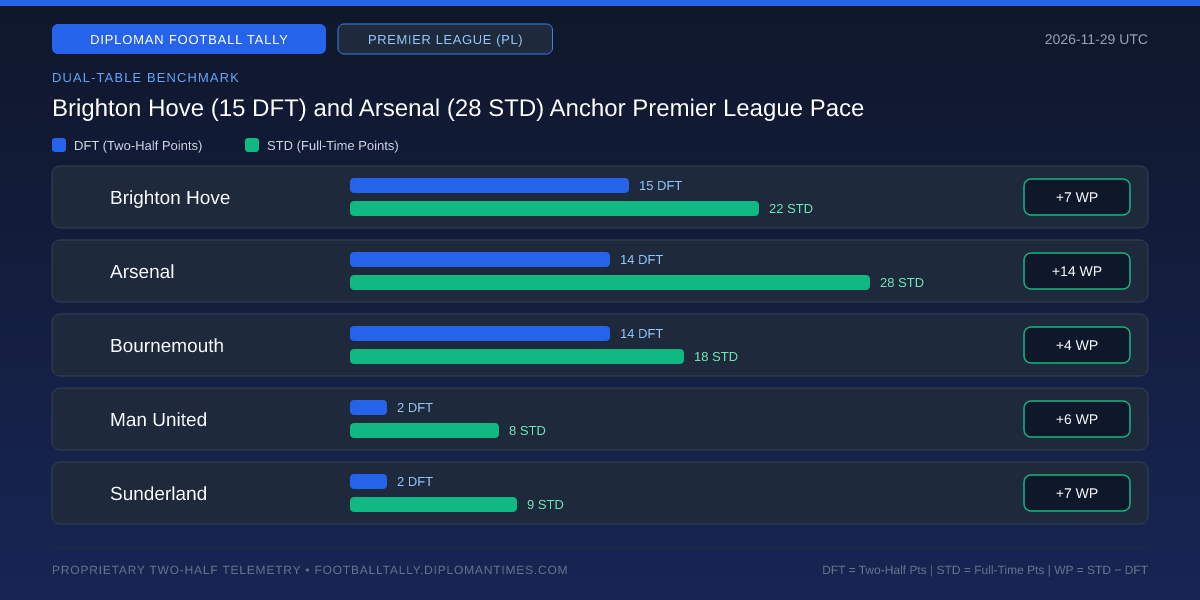 DIPLOMAN FOOTBALL TALLY
PREMIER LEAGUE (PL)
2026-11-29 UTC
DUAL-TABLE BENCHMARK
Brighton Hove (15 DFT) and Arsenal (28 STD) Anchor Premier League Pace
DFT (Two-Half Points)
STD (Full-Time Points)
Brighton Hove
15 DFT
22 STD
+7 WP
Arsenal
14 DFT
28 STD
+14 WP
Bournemouth
14 DFT
18 STD
+4 WP
Man United
2 DFT
8 STD
+6 WP
Sunderland
2 DFT
9 STD
+7 WP
PROPRIETARY TWO-HALF TELEMETRY • FOOTBALLTALLY.DIPLOMANTIMES.COM
DFT = Two-Half Pts | STD = Full-Time Pts | WP = STD − DFT